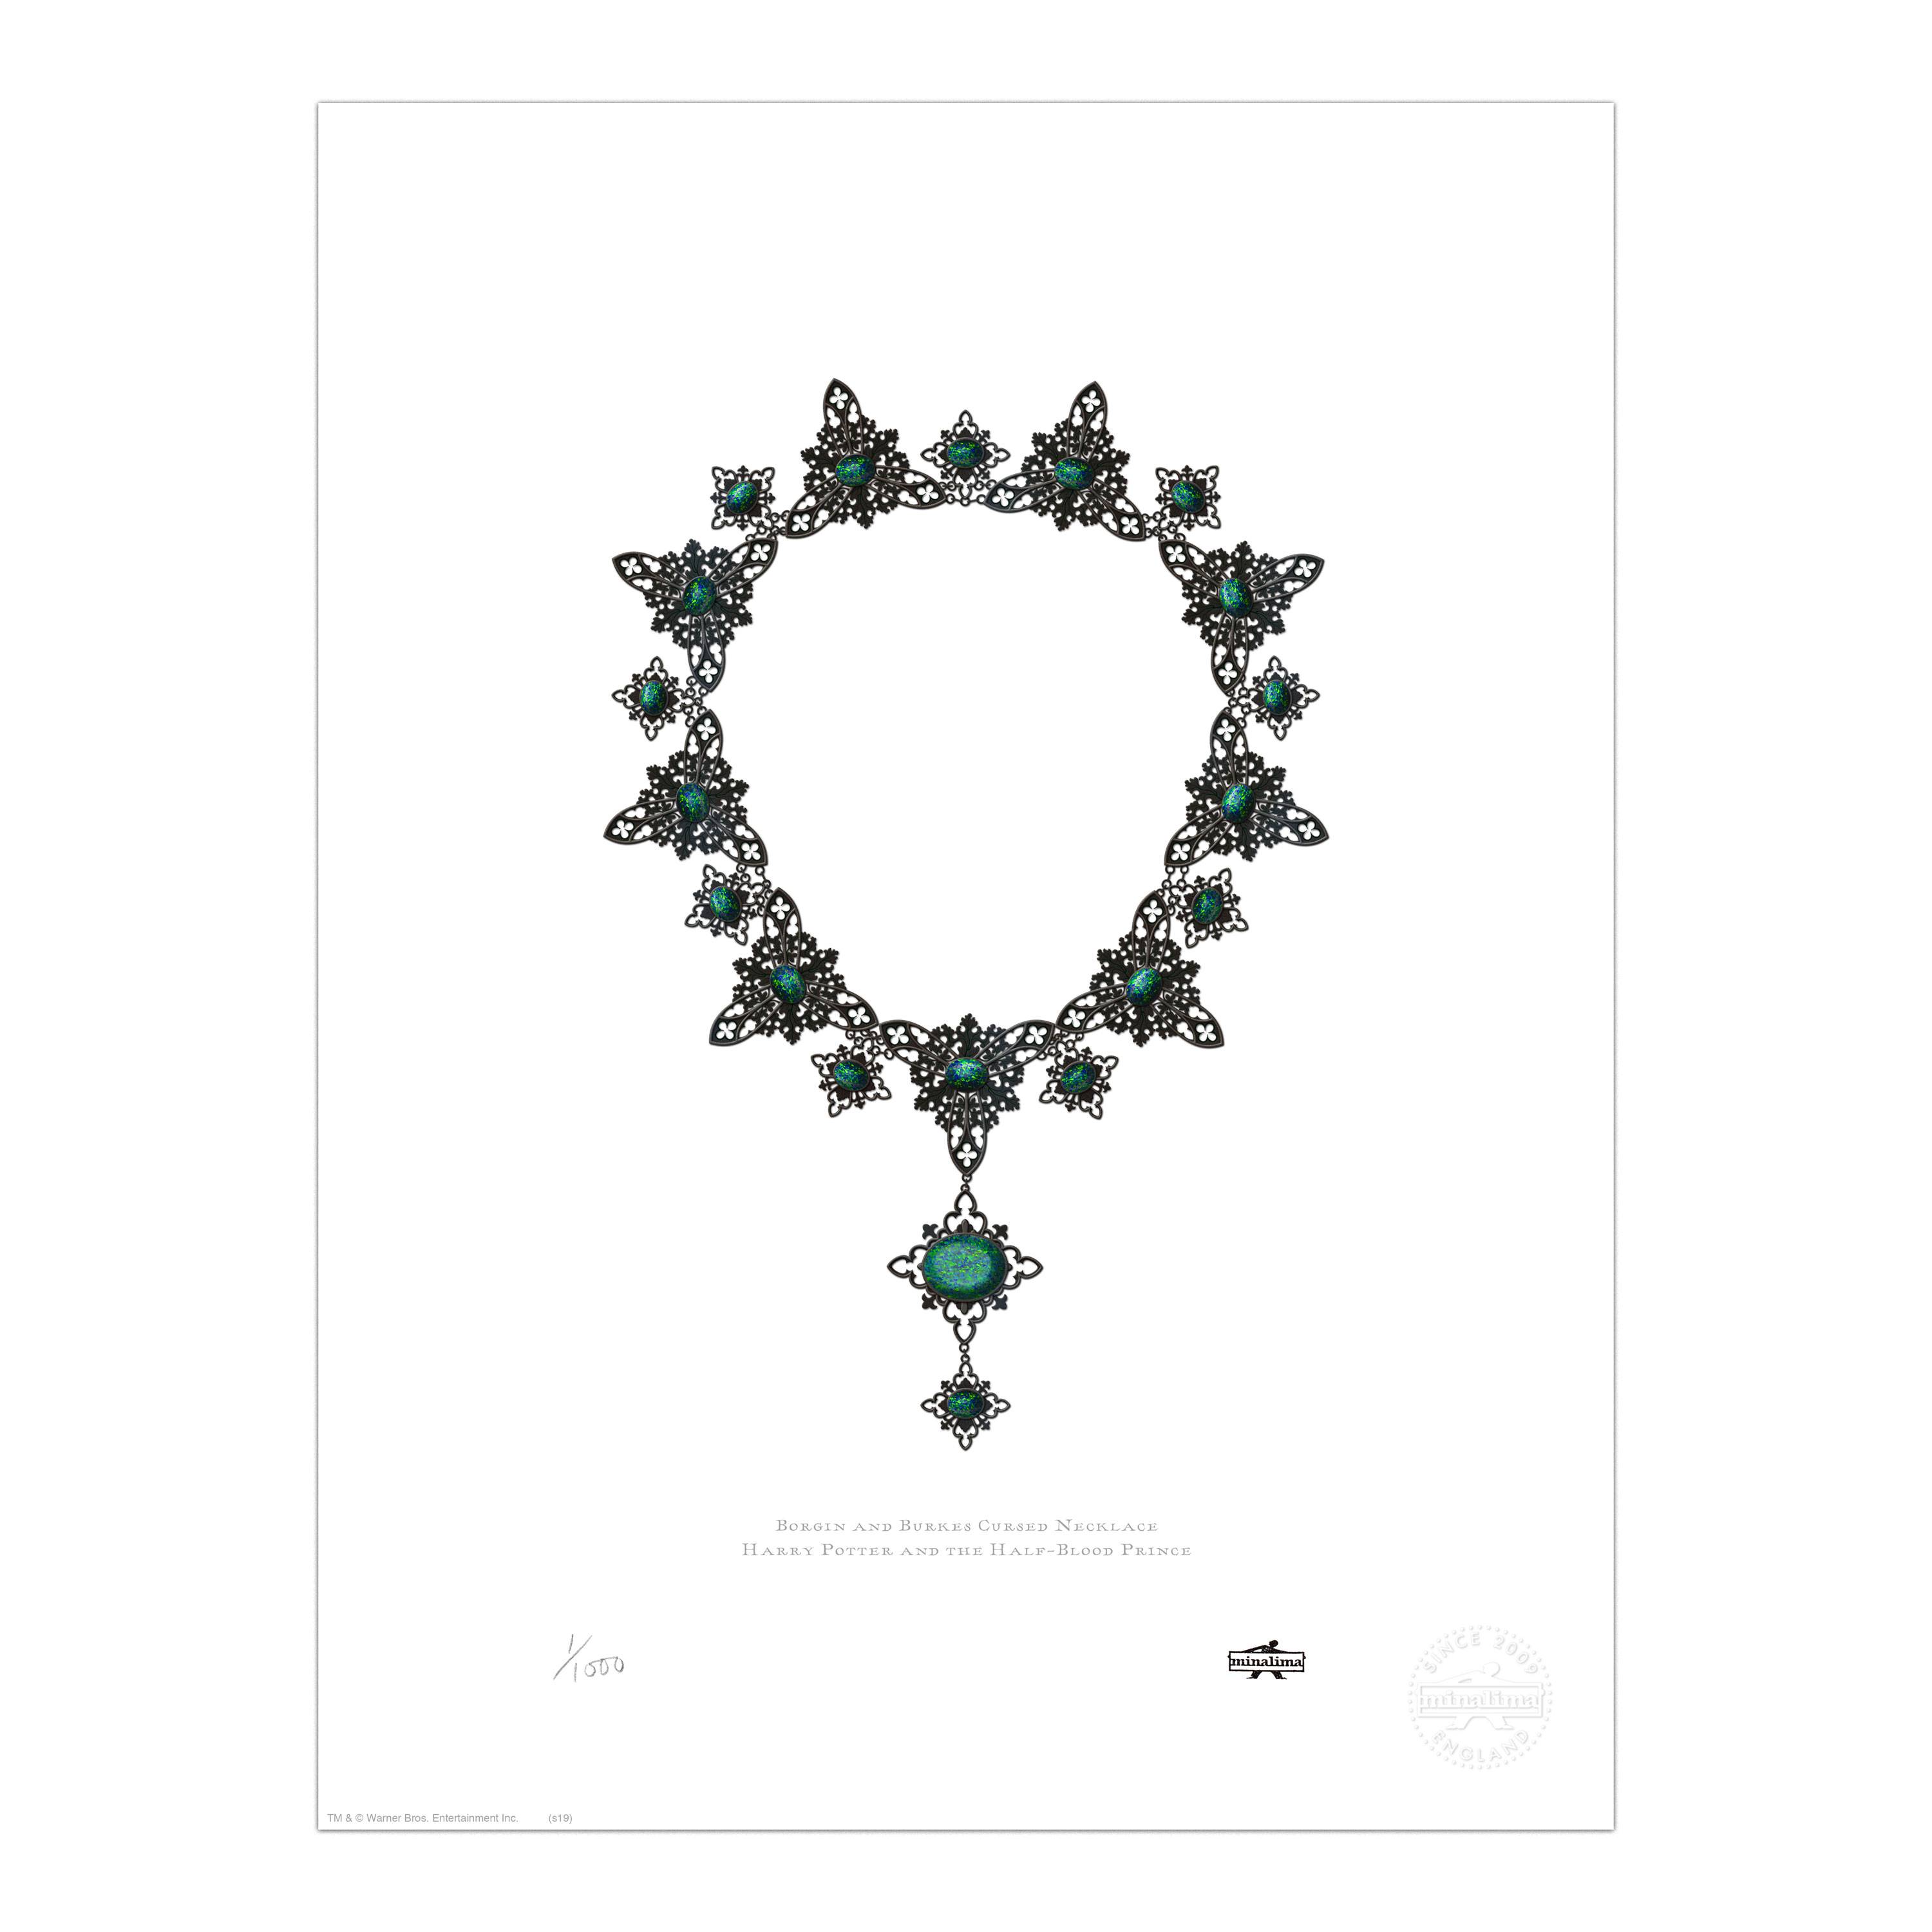 Borgin and Burkes Cursed Necklace
Harry Potter and the Half-Blood Prince
1/1000
minalima
SINCE 2009
minalima
ENGLAND
TM & © Warner Bros. Entertainment Inc. (s19)